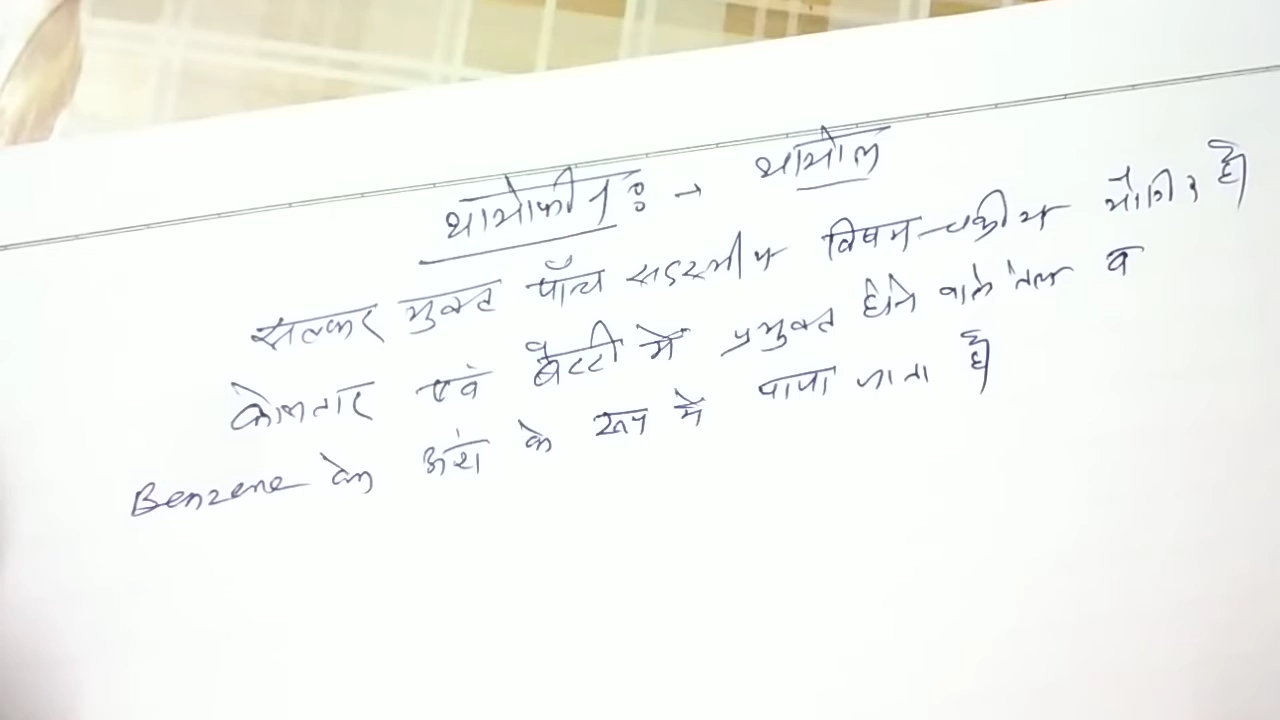 थायोफीन :- → थायोल
सल्फर युक्त पाँच सदस्यीय विषम चक्रीय यौगिक है
कोलतार एवं बैटरी में प्रयुक्त होने वाले तेल व
Benzene के अंश के रूप में पाया जाता है